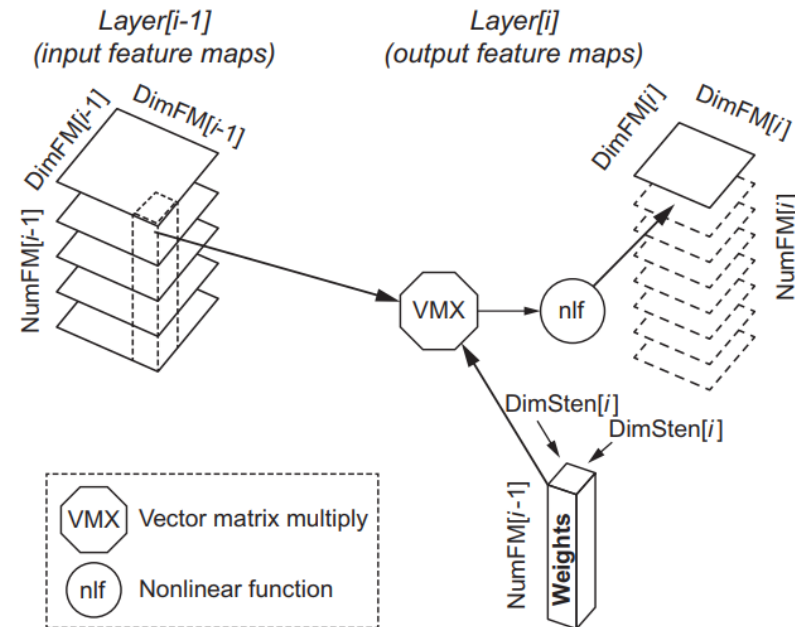 Layer[i-1]
(input feature maps)
Layer[i]
(output feature maps)
DimFM[i-1]
DimFM[i-1]
NumFM[i-1]
DimFM[i]
DimFM[i]
NumFM[i]
VMX
nlf
DimSten[i]
DimSten[i]
NumFM[i-1]
Weights
VMX Vector matrix multiply
nlf Nonlinear function